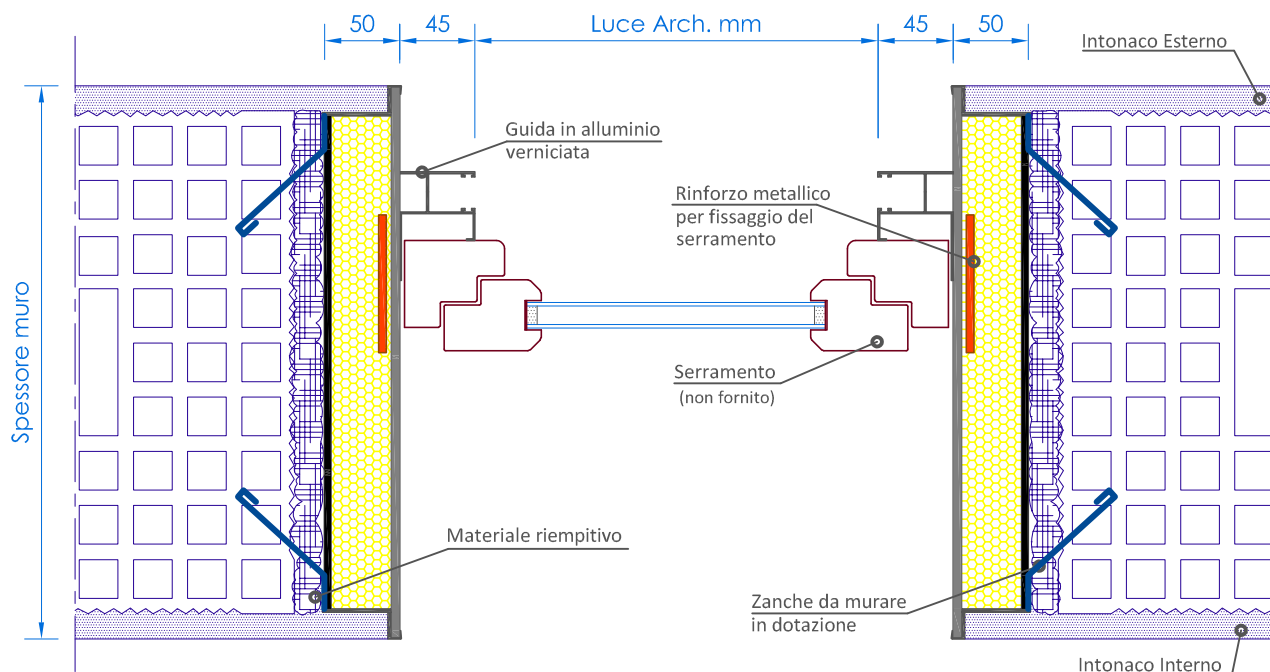 50
45
Luce Arch. mm
45
50
Intonaco Esterno
Guida in alluminio
verniciata
Rinforzo metallico
per fissaggio del
serramento
Spessore muro
Serramento
(non fornito)
Materiale riempitivo
Zanche da murare
in dotazione
Intonaco Interno